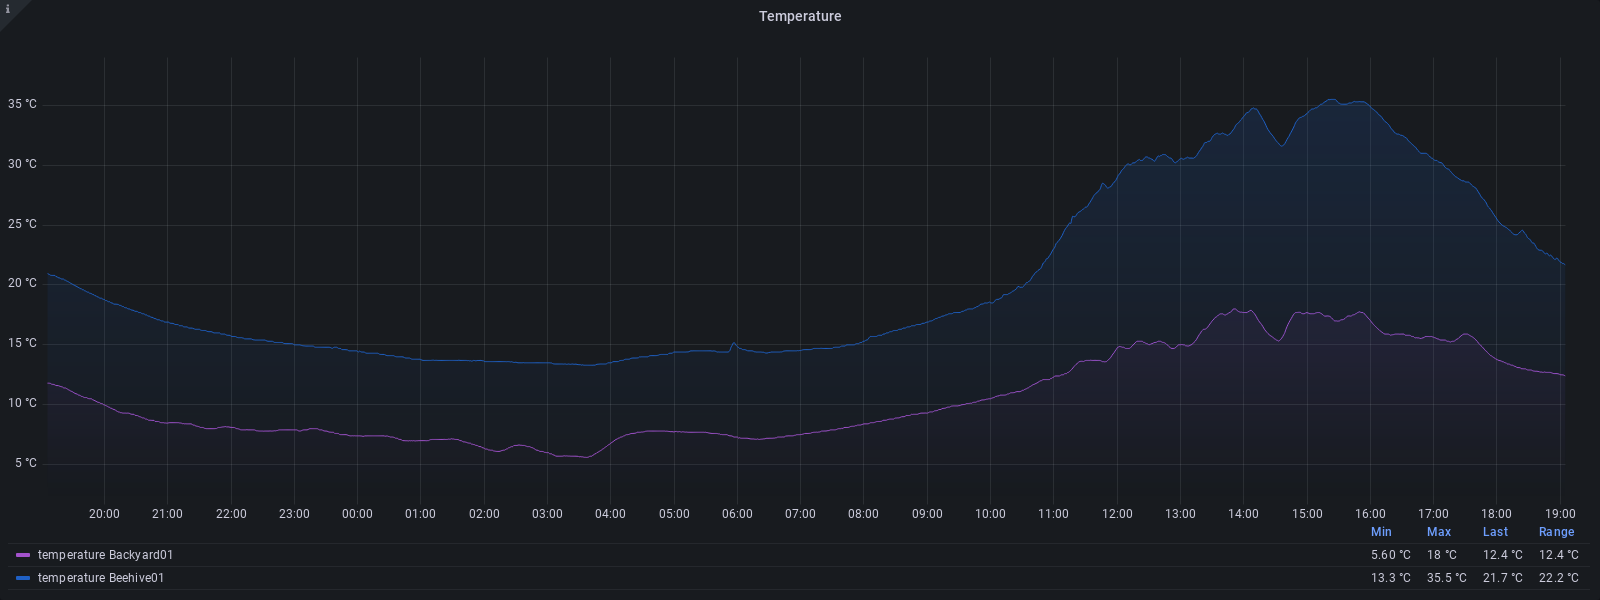 i
Temperature
35 °C
30 °C
25 °C
20 °C
15 °C
10 °C
5 °C
20:00 21:00 22:00 23:00 00:00 01:00 02:00 03:00 04:00 05:00 06:00 07:00 08:00 09:00 10:00 11:00 12:00 13:00 14:00 15:00 16:00 17:00 18:00 19:00
Min Max Last Range
temperature Backyard01 5.60 °C 18 °C 12.4 °C 12.4 °C
temperature Beehive01 13.3 °C 35.5 °C 21.7 °C 22.2 °C